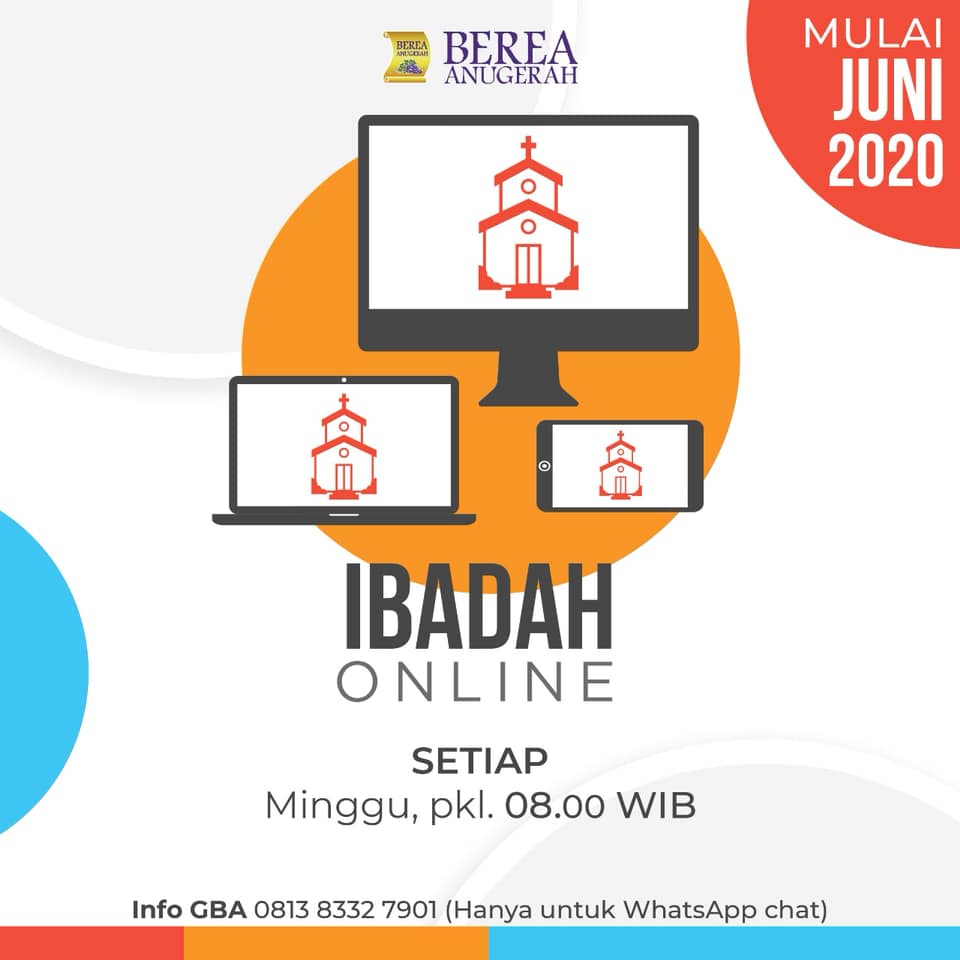 BEREA
ANUGERAH
BEREA
ANUGERAH
MULAI
JUNI
2020
IBADAH
ONLINE
SETIAP
Minggu, pkl. 08.00 WIB
Info GBA 0813 8332 7901 (Hanya untuk WhatsApp chat)